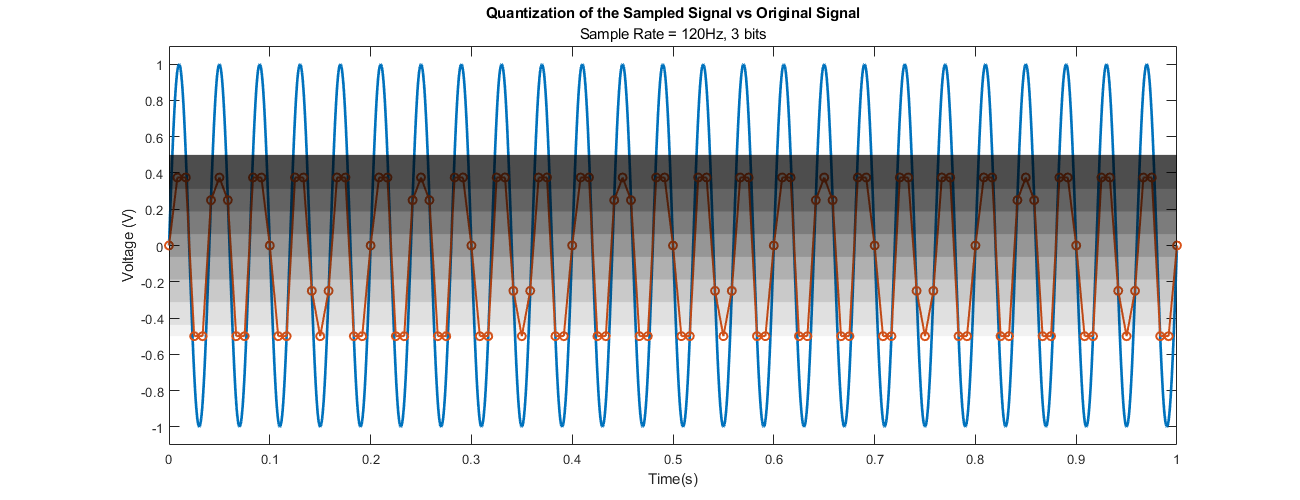 Quantization of the Sampled Signal vs Original Signal
Sample Rate = 120Hz, 3 bits
1
0.8
0.6
0.4
0.2
0
-0.2
-0.4
-0.6
-0.8
-1
Voltage (V)
0 0.1 0.2 0.3 0.4 0.5 0.6 0.7 0.8 0.9 1
Time(s)